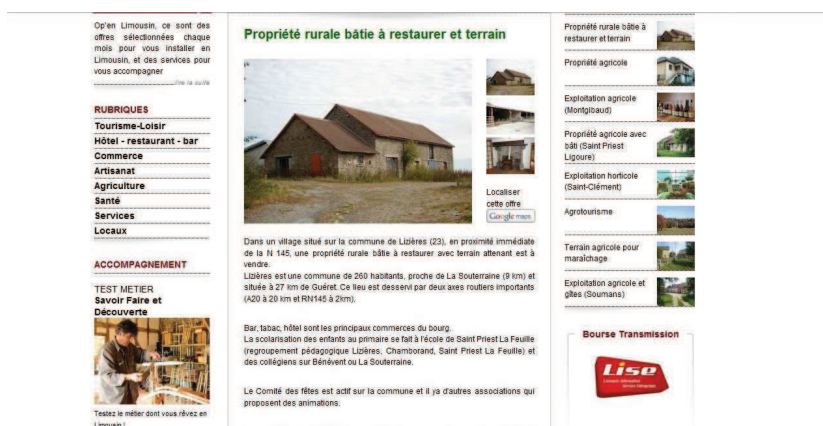 Op'en Limousin, ce sont des
offres sélectionnées chaque
mois pour vous installer en
Limousin, et des services pour
vous accompagner
lire la suite
RUBRIQUES
Tourisme-Loisir
Hôtel - restaurant - bar
Commerce
Artisanat
Agriculture
Santé
Services
Locaux
ACCOMPAGNEMENT
TEST METIER
Savoir Faire et
Découverte
Testez le métier dont vous rêvez en
Limousin !
Propriété rurale bâtie à restaurer et terrain
Localiser
cette offre
Google maps
Dans un village situé sur la commune de Lizières (23), en proximité immédiate
de la N 145, une propriété rurale bâtie à restaurer avec terrain attenant est à
vendre.
Lizières est une commune de 260 habitants, proche de La Souterraine (9 km) et
située à 27 km de Guéret. Ce lieu est desservi par deux axes routiers importants
(A20 à 20 km et RN145 à 2km).
Bar, tabac, hôtel sont les principaux commerces du bourg.
La scolarisation des enfants au primaire se fait à l'école de Saint Priest La Feuille
(regroupement pédagogique Lizières, Chamborand, Saint Priest La Feuille) et
des collégiens sur Bénévent ou La Souterraine.
Le Comité des fêtes est actif sur la commune et il ya d'autres associations qui
proposent des animations.
Propriété rurale bâtie à
restaurer et terrain
Propriété agricole
Exploitation agricole
(Montgibaud)
Propriété agricole avec
bâti (Saint Priest
Ligoure)
Exploitation horticole
(Saint-Clément)
Agrotourisme
Terrain agricole pour
maraîchage
Exploitation agricole et
gîtes (Soumans)
Bourse Transmission
Lise